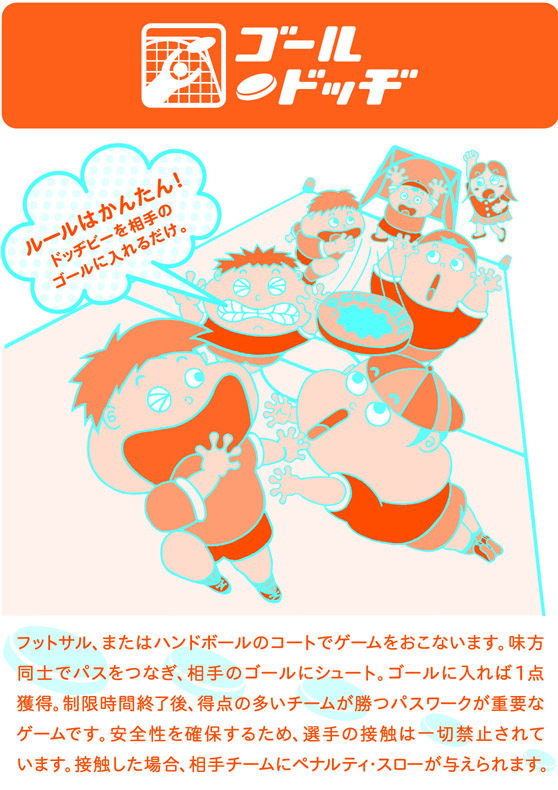 ゴール
ドッヂ
ルールはかんたん！
ドッヂビーを相手の
ゴールに入れるだけ。
フットサル、またはハンドボールのコートでゲームをおこないます。味方
同士でパスをつなぎ、相手のゴールにシュート。ゴールに入れば1点
獲得。制限時間終了後、得点の多いチームが勝つパスワークが重要な
ゲームです。安全性を確保するため、選手の接触は一切禁止されて
います。接触した場合、相手チームにペナルティ・スローが与えられます。